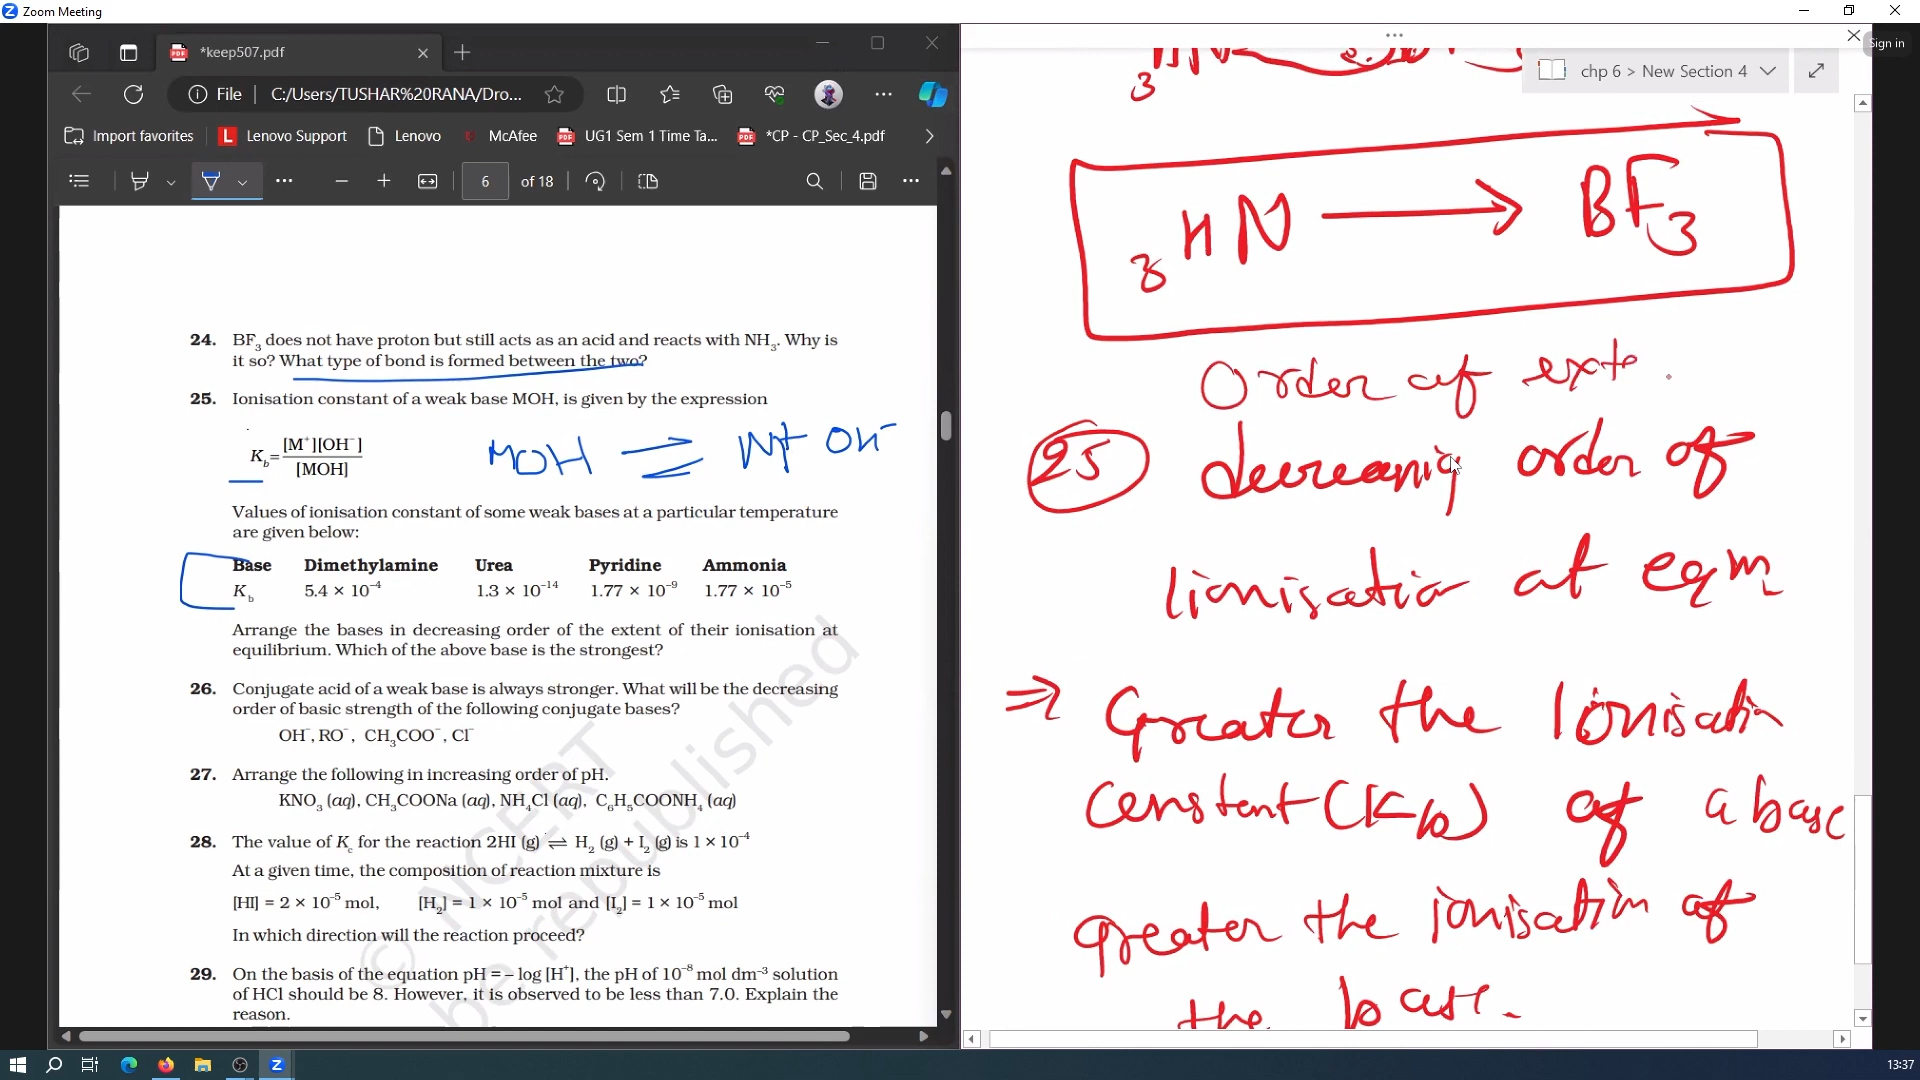 Zoom Meeting
Sign in
*keep507.pdf
File C:/Users/TUSHAR%20RANA/Dro...
Import favorites Lenovo Support Lenovo McAfee UG1 Sem 1 Time Ta... *CP - CP_Sec_4.pdf
6 of 18
24. BF3 does not have proton but still acts as an acid and reacts with NH3. Why is
it so? What type of bond is formed between the two?
25. Ionisation constant of a weak base MOH, is given by the expression
Kb = [M+][OH–] / [MOH]
MOH ⇌ M+ OH-
Values of ionisation constant of some weak bases at a particular temperature
are given below:
Base Dimethylamine Urea Pyridine Ammonia
Kb 5.4 × 10–4 1.3 × 10–14 1.77 × 10–9 1.77 × 10–5
Arrange the bases in decreasing order of the extent of their ionisation at
equilibrium. Which of the above base is the strongest?
26. Conjugate acid of a weak base is always stronger. What will be the decreasing
order of basic strength of the following conjugate bases?
OH–, RO–, CH3COO–, Cl–
27. Arrange the following in increasing order of pH.
KNO3 (aq), CH3COONa (aq), NH4Cl (aq), C6H5COONH4 (aq)
28. The value of Kc for the reaction 2HI (g) ⇌ H2 (g) + I2 (g) is 1 × 10–4
At a given time, the composition of reaction mixture is
[HI] = 2 × 10–5 mol, [H2] = 1 × 10–5 mol and [I2] = 1 × 10–5 mol
In which direction will the reaction proceed?
29. On the basis of the equation pH = – log [H+], the pH of 10–8 mol dm–3 solution
of HCl should be 8. However, it is observed to be less than 7.0. Explain the
reason.
© NCERT
be republished
chp 6 > New Section 4
3HN
3HN → BF3
Order of exte
25 decreasing order of
Iionisation at eqm
⇒ Greater the Ionisatin
constant (Kb) of a base
greater the ionisation of
the base.
13:37